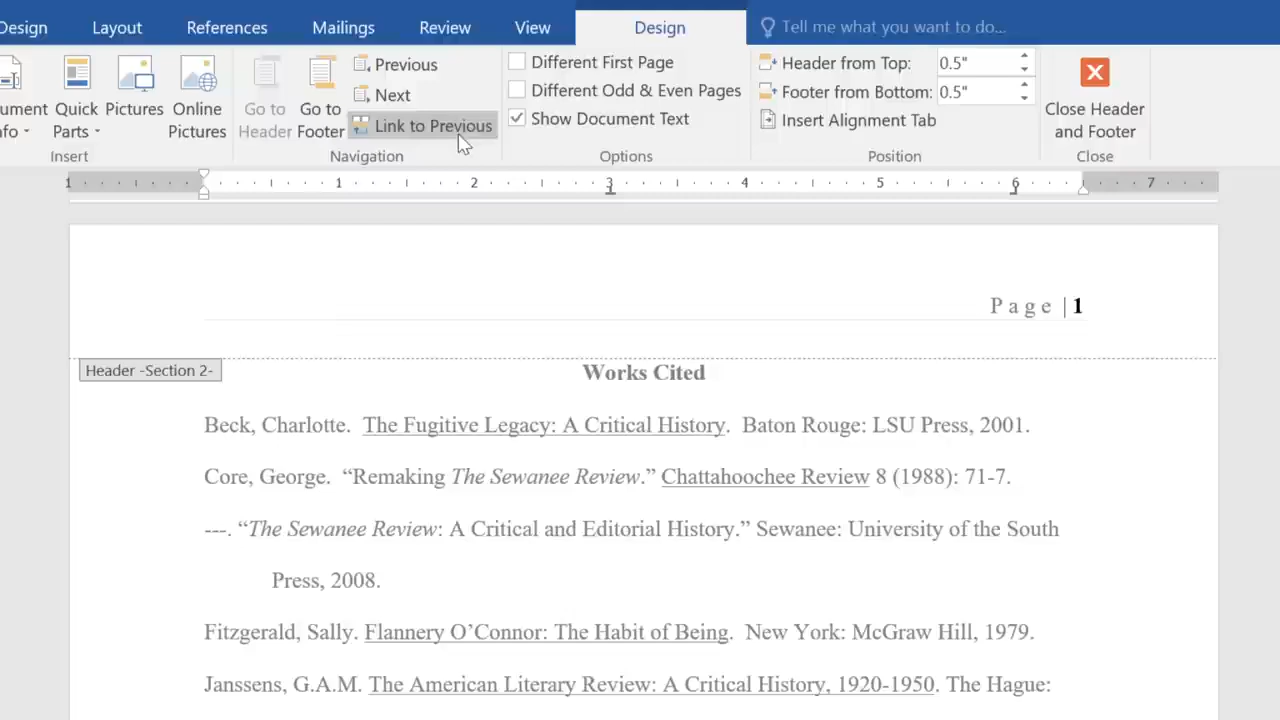 Design Layout References Mailings Review View Design Tell me what you want to do...
Previous Different First Page Header from Top: 0.5"
Next Different Odd & Even Pages Footer from Bottom: 0.5"
ument Quick Pictures Online Go to Go to Close Header
nfo Parts Pictures Header Footer Link to Previous Show Document Text Insert Alignment Tab and Footer
Insert Navigation Options Position Close
1 1 2 3 4 5 6 7
Page | 1
Header -Section 2-
Works Cited
Beck, Charlotte. The Fugitive Legacy: A Critical History. Baton Rouge: LSU Press, 2001.
Core, George. “Remaking The Sewanee Review.” Chattahoochee Review 8 (1988): 71-7.
---. “The Sewanee Review: A Critical and Editorial History.” Sewanee: University of the South
Press, 2008.
Fitzgerald, Sally. Flannery O’Connor: The Habit of Being. New York: McGraw Hill, 1979.
Janssens, G.A.M. The American Literary Review: A Critical History, 1920-1950. The Hague: